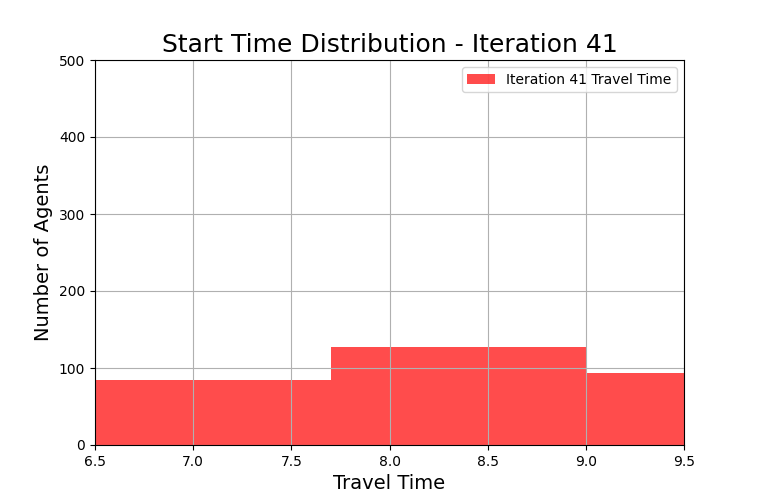 Start Time Distribution - Iteration 41
Iteration 41 Travel Time
500
400
300
200
100
0
Number of Agents
6.5 7.0 7.5 8.0 8.5 9.0 9.5
Travel Time